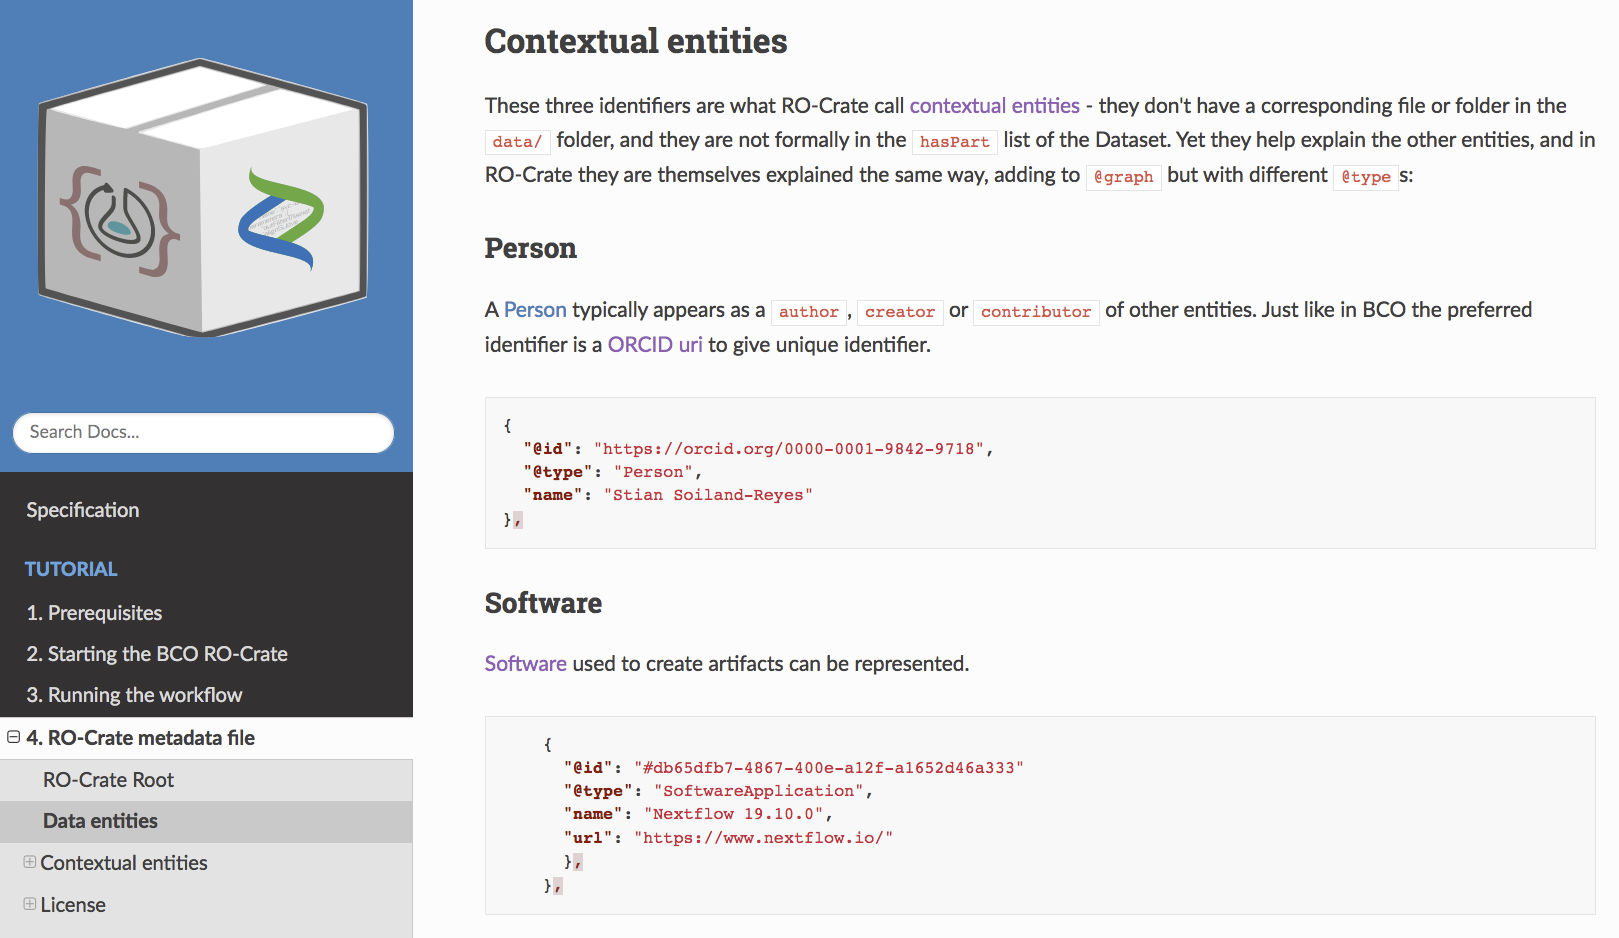 Search Docs...
Specification
TUTORIAL
1. Prerequisites
2. Starting the BCO RO-Crate
3. Running the workflow
4. RO-Crate metadata file
RO-Crate Root
Data entities
Contextual entities
License
Contextual entities
These three identifiers are what RO-Crate call contextual entities - they don't have a corresponding file or folder in the
data/ folder, and they are not formally in the hasPart list of the Dataset. Yet they help explain the other entities, and in
RO-Crate they are themselves explained the same way, adding to @graph but with different @type s:
Person
A Person typically appears as a author , creator or contributor of other entities. Just like in BCO the preferred
identifier is a ORCID uri to give unique identifier.
{
"@id": "https://orcid.org/0000-0001-9842-9718",
"@type": "Person",
"name": "Stian Soiland-Reyes"
},
Software
Software used to create artifacts can be represented.
{
"@id": "#db65dfb7-4867-400e-a12f-a1652d46a333"
"@type": "SoftwareApplication",
"name": "Nextflow 19.10.0",
"url": "https://www.nextflow.io/"
},
},